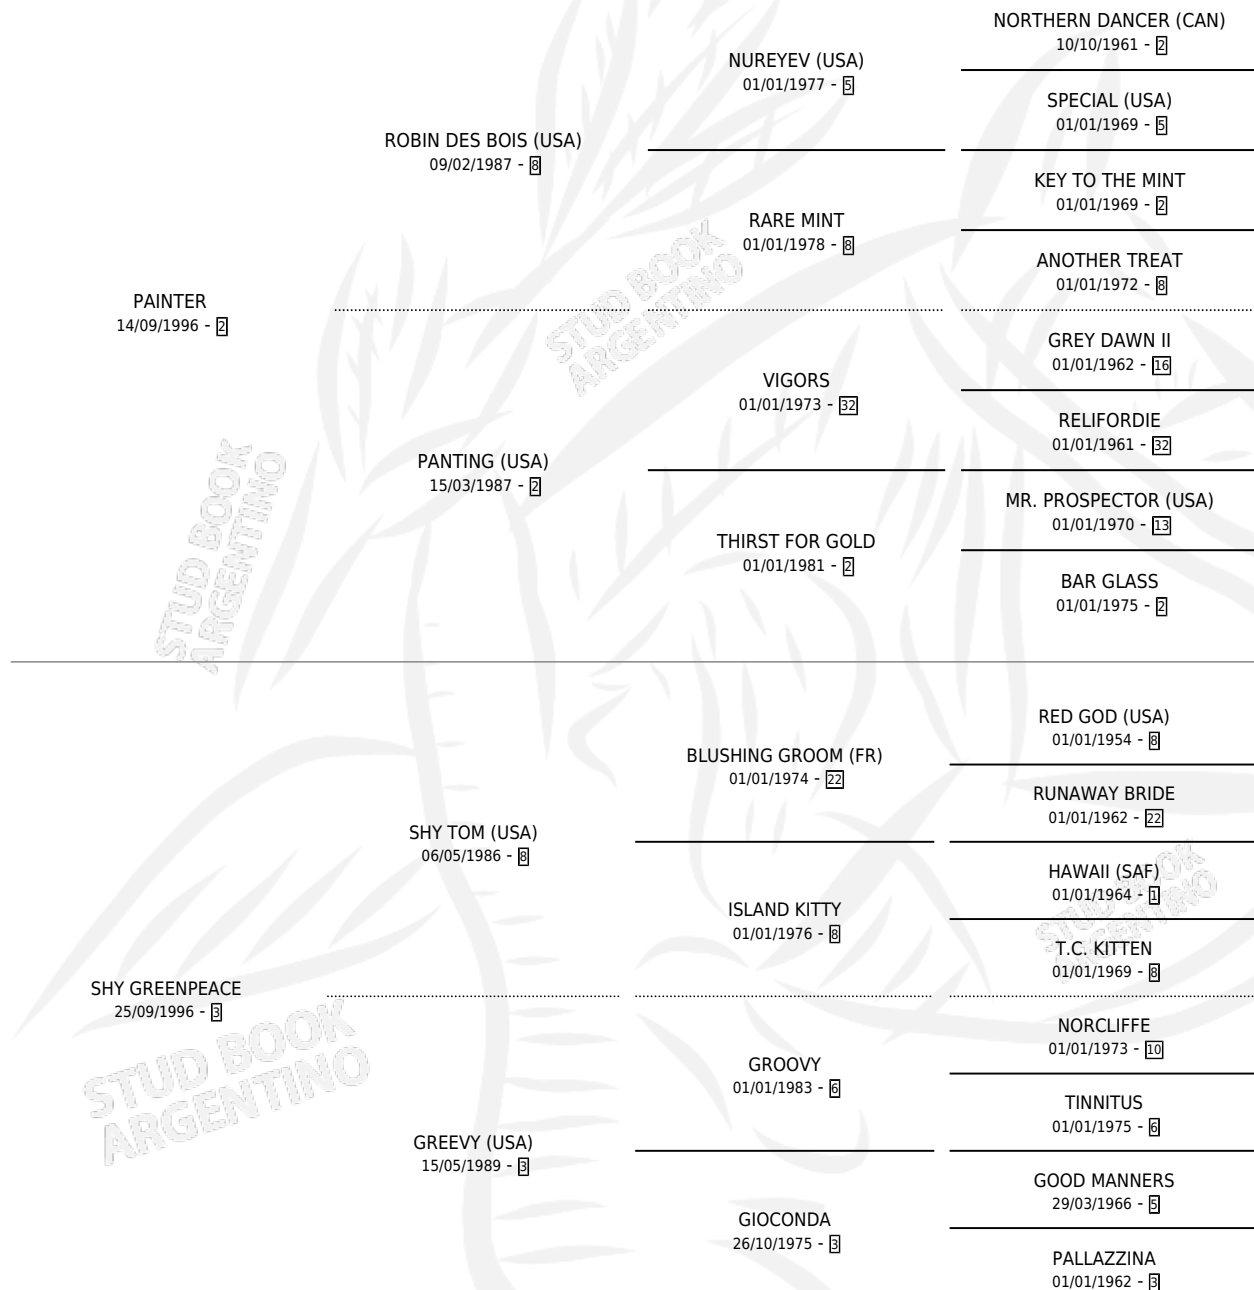 NORTHERN DANCER (CAN)
10/10/1961 - 2
NUREYEV (USA)
01/01/1977 - 5
SPECIAL (USA)
01/01/1969 - 5
ROBIN DES BOIS (USA)
09/02/1987 - 8
KEY TO THE MINT
01/01/1969 - 2
RARE MINT
01/01/1978 - 8
ANOTHER TREAT
01/01/1972 - 8
PAINTER
14/09/1996 - 2
GREY DAWN II
01/01/1962 - 16
VIGORS
01/01/1973 - 32
RELIFORDIE
01/01/1961 - 32
PANTING (USA)
15/03/1987 - 2
MR. PROSPECTOR (USA)
01/01/1970 - 13
THIRST FOR GOLD
01/01/1981 - 2
BAR GLASS
01/01/1975 - 2
RED GOD (USA)
01/01/1954 - 8
BLUSHING GROOM (FR)
01/01/1974 - 22
RUNAWAY BRIDE
01/01/1962 - 22
SHY TOM (USA)
06/05/1986 - 8
HAWAII (SAF)
01/01/1964 - 1
ISLAND KITTY
01/01/1976 - 8
T.C. KITTEN
01/01/1969 - 8
SHY GREENPEACE
25/09/1996 - 3
NORCLIFFE
01/01/1973 - 10
GROOVY
01/01/1983 - 6
TINNITUS
01/01/1975 - 6
GREEVY (USA)
15/05/1989 - 3
GOOD MANNERS
29/03/1966 - 5
GIOCONDA
26/10/1975 - 3
PALLAZZINA
01/01/1962 - 3
STUD BOOK
ARGENTINO
STUD BOOK
ARGENTINO
STUD BOOK
ARGENTINO
STUD BOOK
ARGENTINO